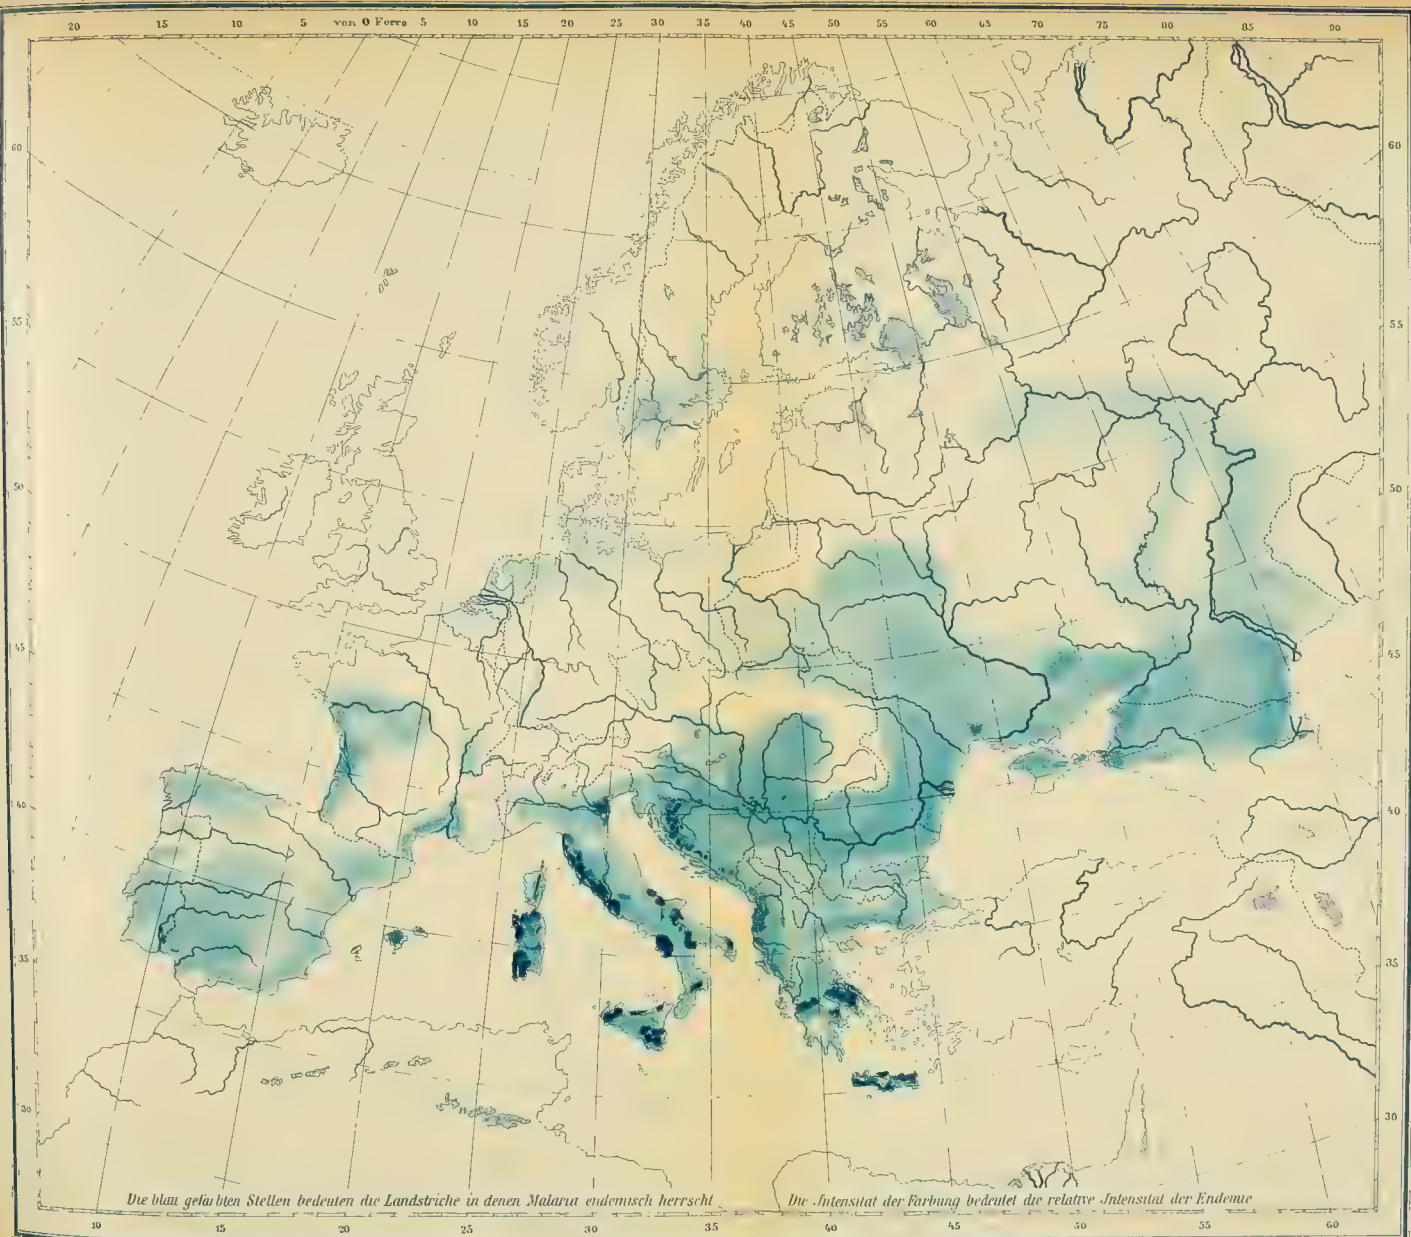 20 15 10 5 von 0 Ferro 5 10 15 20 25 30 35 40 45 50 55 60 65 70 75 80 85 90
60 60
55 55
50 50
45 45
40 40
35 35
30 30
Die blau gefärbten Stellen bedeuten die Landstriche in denen Malaria endemisch herrscht Die Intensität der Färbung bedeutet die relative Intensität der Endemie
10 15 20 25 30 35 40 45 50 55 60